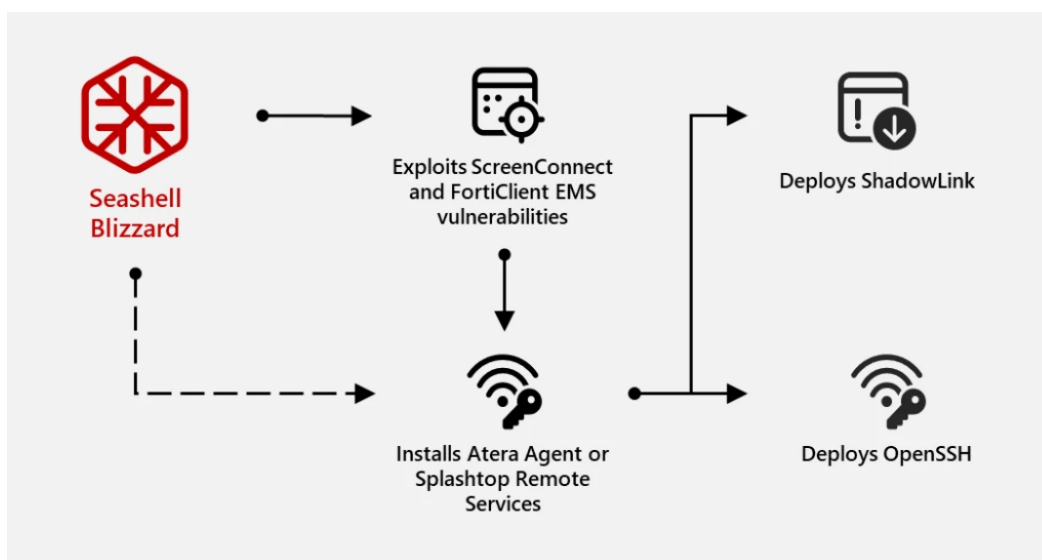 Seashell
Blizzard
Exploits ScreenConnect
and FortiClient EMS
vulnerabilities
Deploys ShadowLink
Installs Atera Agent or
Splashtop Remote
Services
Deploys OpenSSH